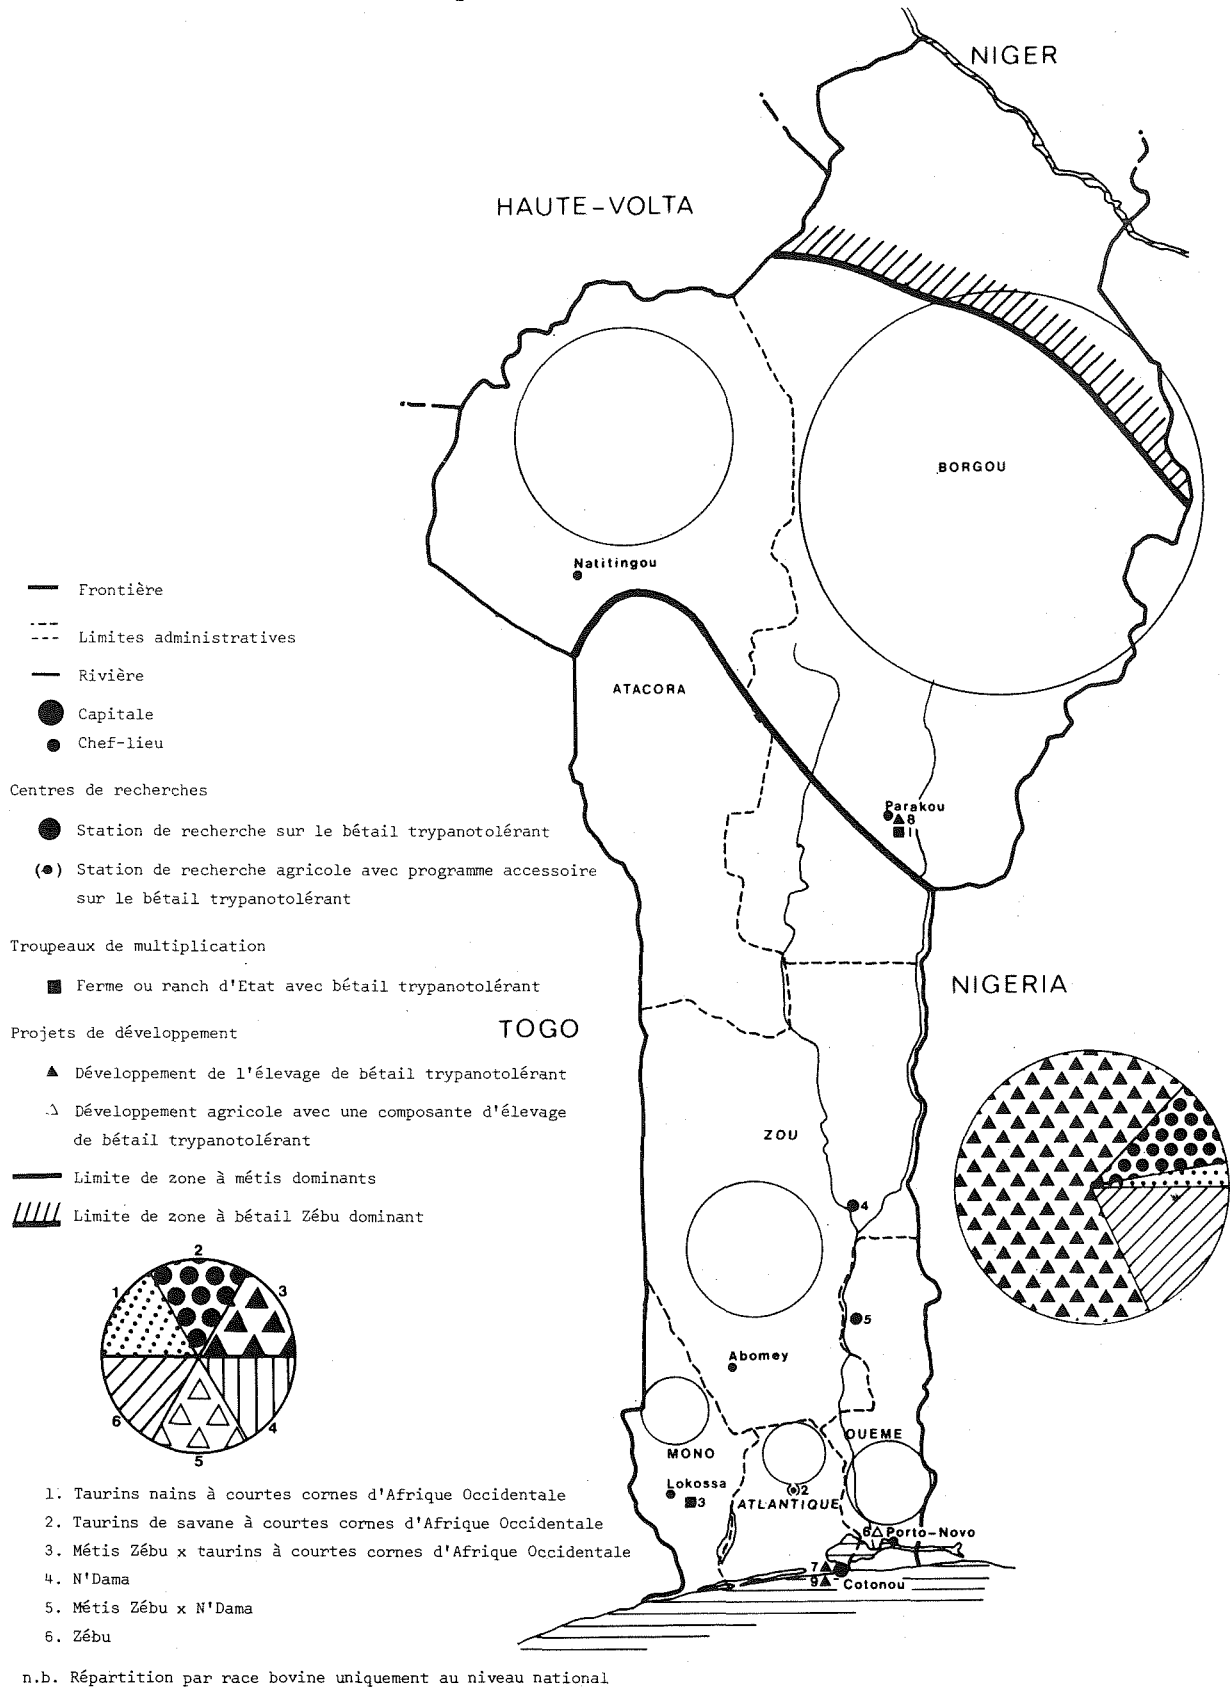 NIGER
HAUTE-VOLTA
BORGOU
Natitingou
Frontière
Limites administratives
Rivière
Capitale
Chef-lieu
ATACORA
Parakou
8
1
Centres de recherches
Station de recherche sur le bétail trypanotolérant
(•) Station de recherche agricole avec programme accessoire
sur le bétail trypanotolérant
Troupeaux de multiplication
Ferme ou ranch d'Etat avec bétail trypanotolérant
NIGERIA
Projets de développement
TOGO
Développement de l'élevage de bétail trypanotolérant
Développement agricole avec une composante d'élevage
de bétail trypanotolérant
ZOU
Limite de zone à métis dominants
4
Limite de zone à bétail Zébu dominant
2
1
3
6
4
5
5
Abomey
OUEME
MONO
Lokossa
3
2
ATLANTIQUE
6 Porto-Novo
7
9
Cotonou
1. Taurins nains à courtes cornes d'Afrique Occidentale
2. Taurins de savane à courtes cornes d'Afrique Occidentale
3. Métis Zébu x taurins à courtes cornes d'Afrique Occidentale
4. N'Dama
5. Métis Zébu x N'Dama
6. Zébu
n.b. Répartition par race bovine uniquement au niveau national